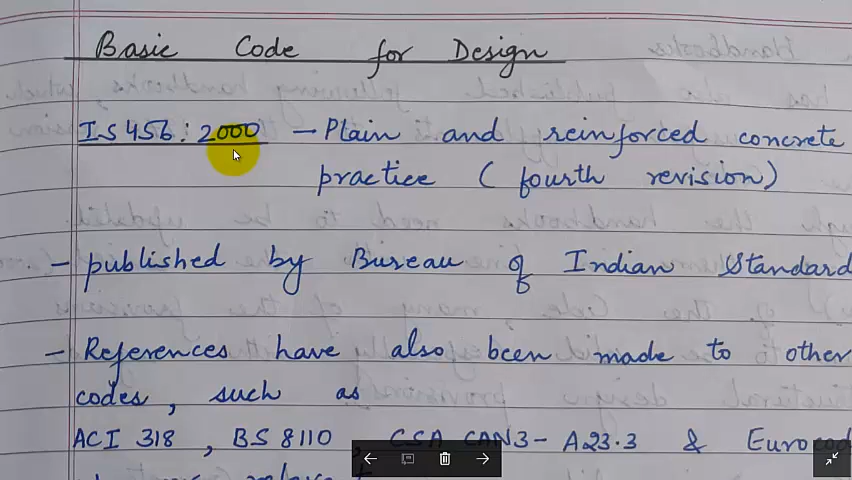 Basic Code for Design
IS 456 : 2000 - Plain and reinforced concrete
practice (fourth revision)
- published by Bureau of Indian Standard
- References have also been made to other
codes, such as
ACI 318, BS 8110, CSA CAN3-A23.3 & Eurocod